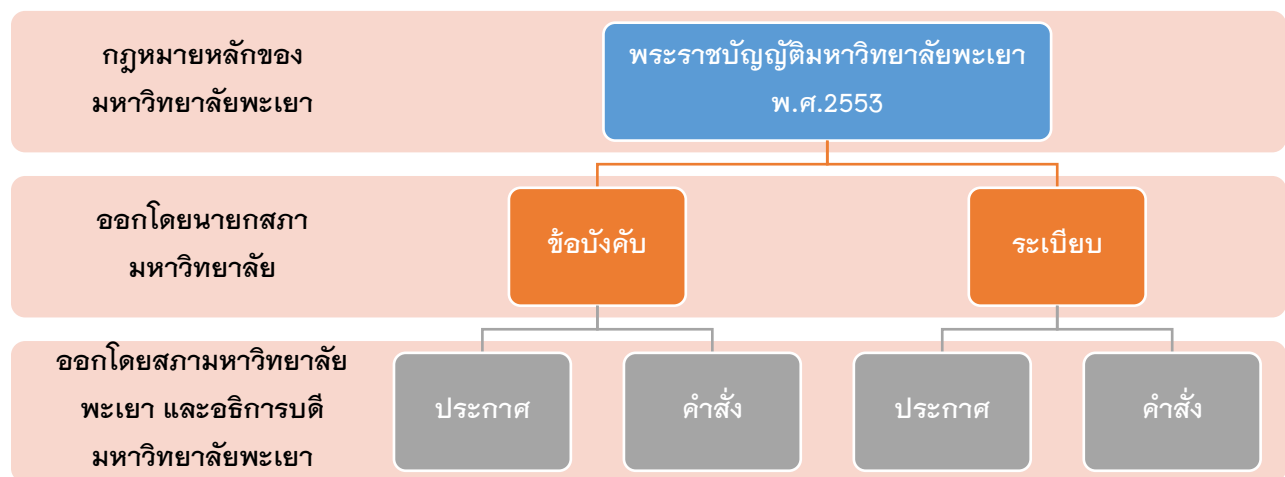 กฎหมายหลักของ
มหาวิทยาลัยพะเยา
พระราชบัญญัติมหาวิทยาลัยพะเยา
พ.ศ.2553
ออกโดยนายกสภา
มหาวิทยาลัย
ข้อบังคับ
ระเบียบ
ออกโดยสภามหาวิทยาลัย
พะเยา และอธิการบดี
มหาวิทยาลัยพะเยา
ประกาศ
คำสั่ง
ประกาศ
คำสั่ง